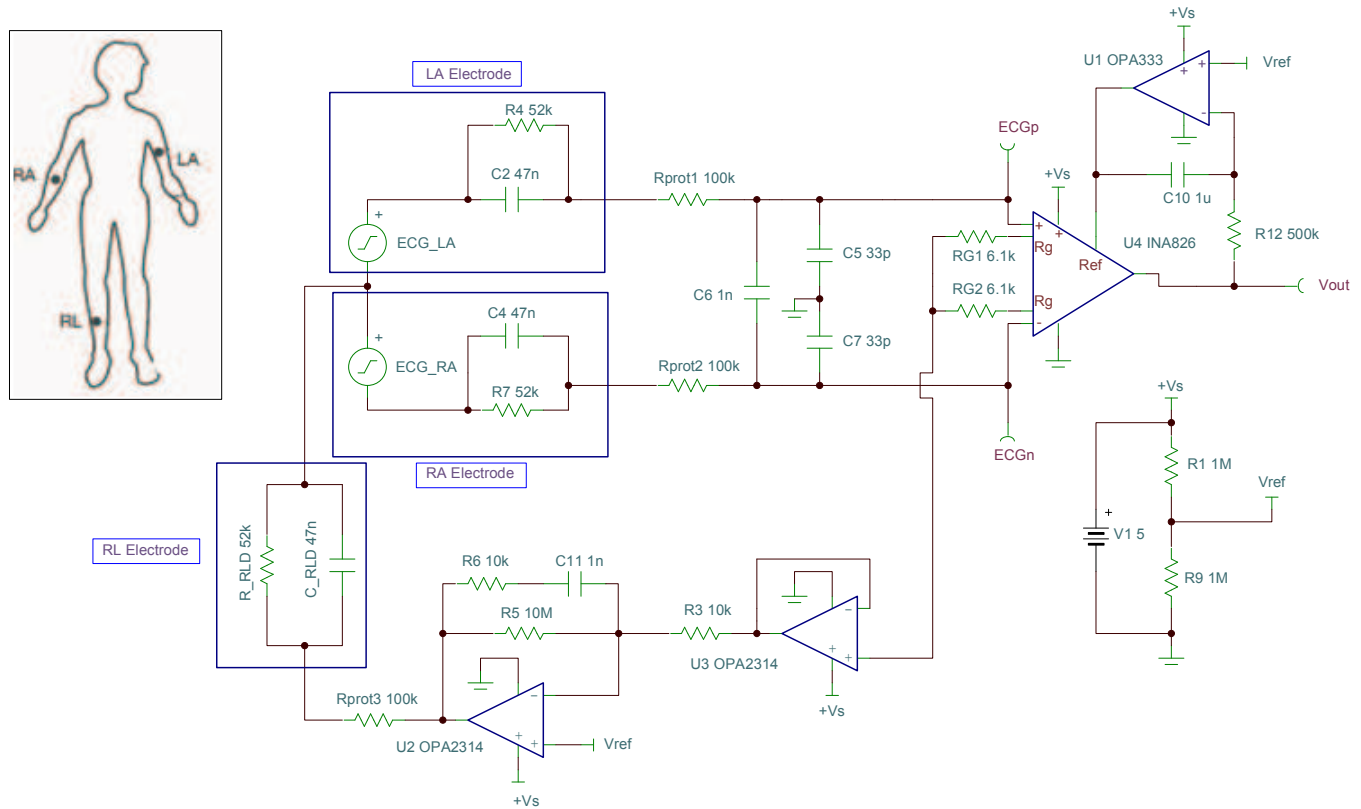 RA
LA
RL
LA Electrode
R4 52k
C2 47n
+
ECG_LA
C4 47n
+
ECG_RA
R7 52k
RA Electrode
RL Electrode
R_RLD 52k
C_RLD 47n
Rprot1 100k
Rprot2 100k
C6 1n
C5 33p
C7 33p
ECGp
ECGn
+Vs
U1 OPA333
+
+
-
Vref
C10 1u
R12 500k
+Vs
+
+
Rg
RG1 6.1k
RG2 6.1k
Rg
-
Ref
U4 INA826
Vout
+Vs
R1 1M
Vref
+
V1 5
R9 1M
R6 10k
C11 1n
R5 10M
R3 10k
-
+
+
U3 OPA2314
+Vs
Rprot3 100k
-
+
+
U2 OPA2314
Vref
+Vs